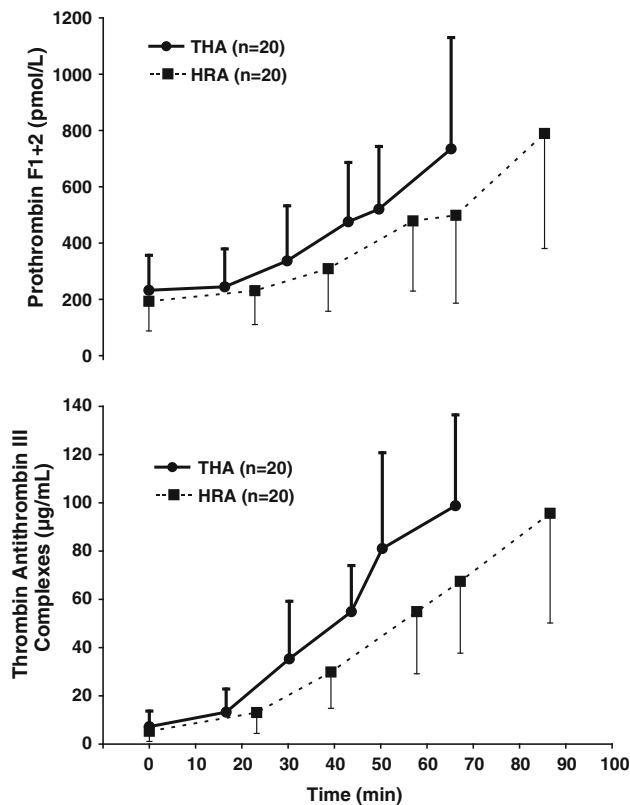 1200
1000
800
600
400
200
0
Prothrombin F1+2 (pmol/L)
THA (n=20)
HRA (n=20)
140
120
100
80
60
40
20
0
Thrombin Antithrombin III
Complexes (µg/mL)
THA (n=20)
HRA (n=20)
0 10 20 30 40 50 60 70 80 90 100
Time (min)